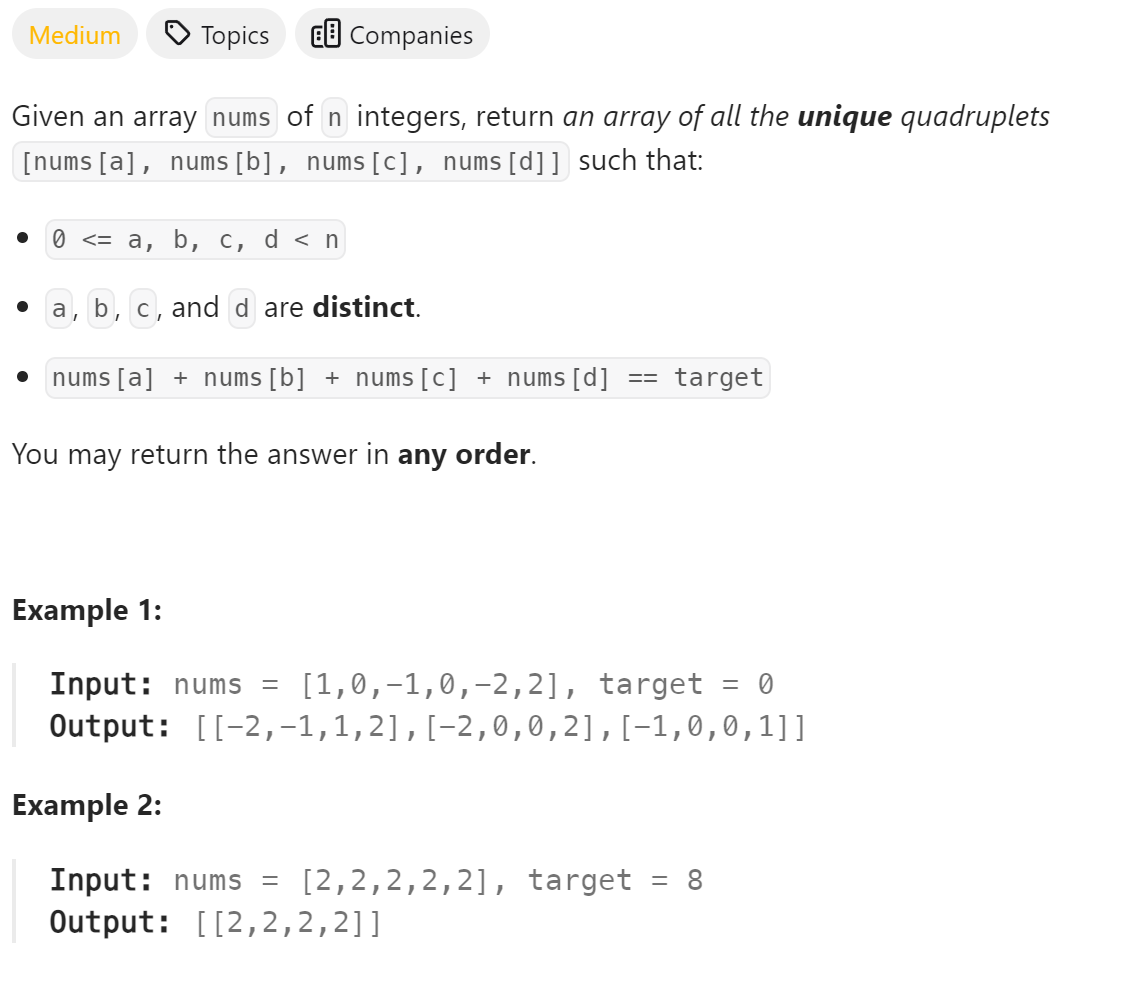 Medium Topics Companies
Given an array nums of n integers, return an array of all the unique quadruplets
[nums[a], nums[b], nums[c], nums[d]] such that:
• 0 <= a, b, c, d < n
• a, b, c, and d are distinct.
• nums[a] + nums[b] + nums[c] + nums[d] == target
You may return the answer in any order.
Example 1:
Input: nums = [1,0,-1,0,-2,2], target = 0
Output: [[-2,-1,1,2],[-2,0,0,2],[-1,0,0,1]]
Example 2:
Input: nums = [2,2,2,2,2], target = 8
Output: [[2,2,2,2]]